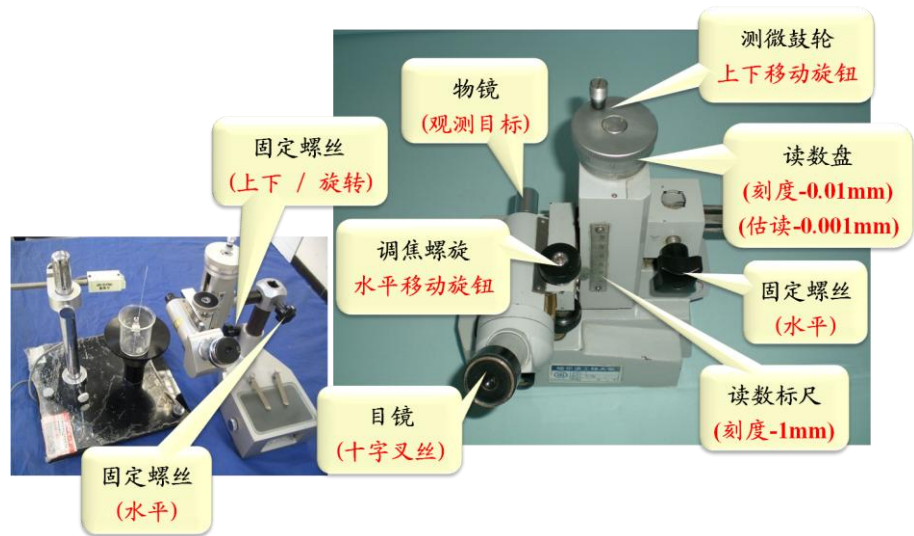 测微鼓轮
上下移动旋钮
物镜
(观测目标)
固定螺丝
(上下 / 旋转)
读数盘
(刻度-0.01mm)
(估读-0.001mm)
调焦螺旋
水平移动旋钮
固定螺丝
(水平)
目镜
(十字叉丝)
读数标尺
(刻度-1mm)
固定螺丝
(水平)